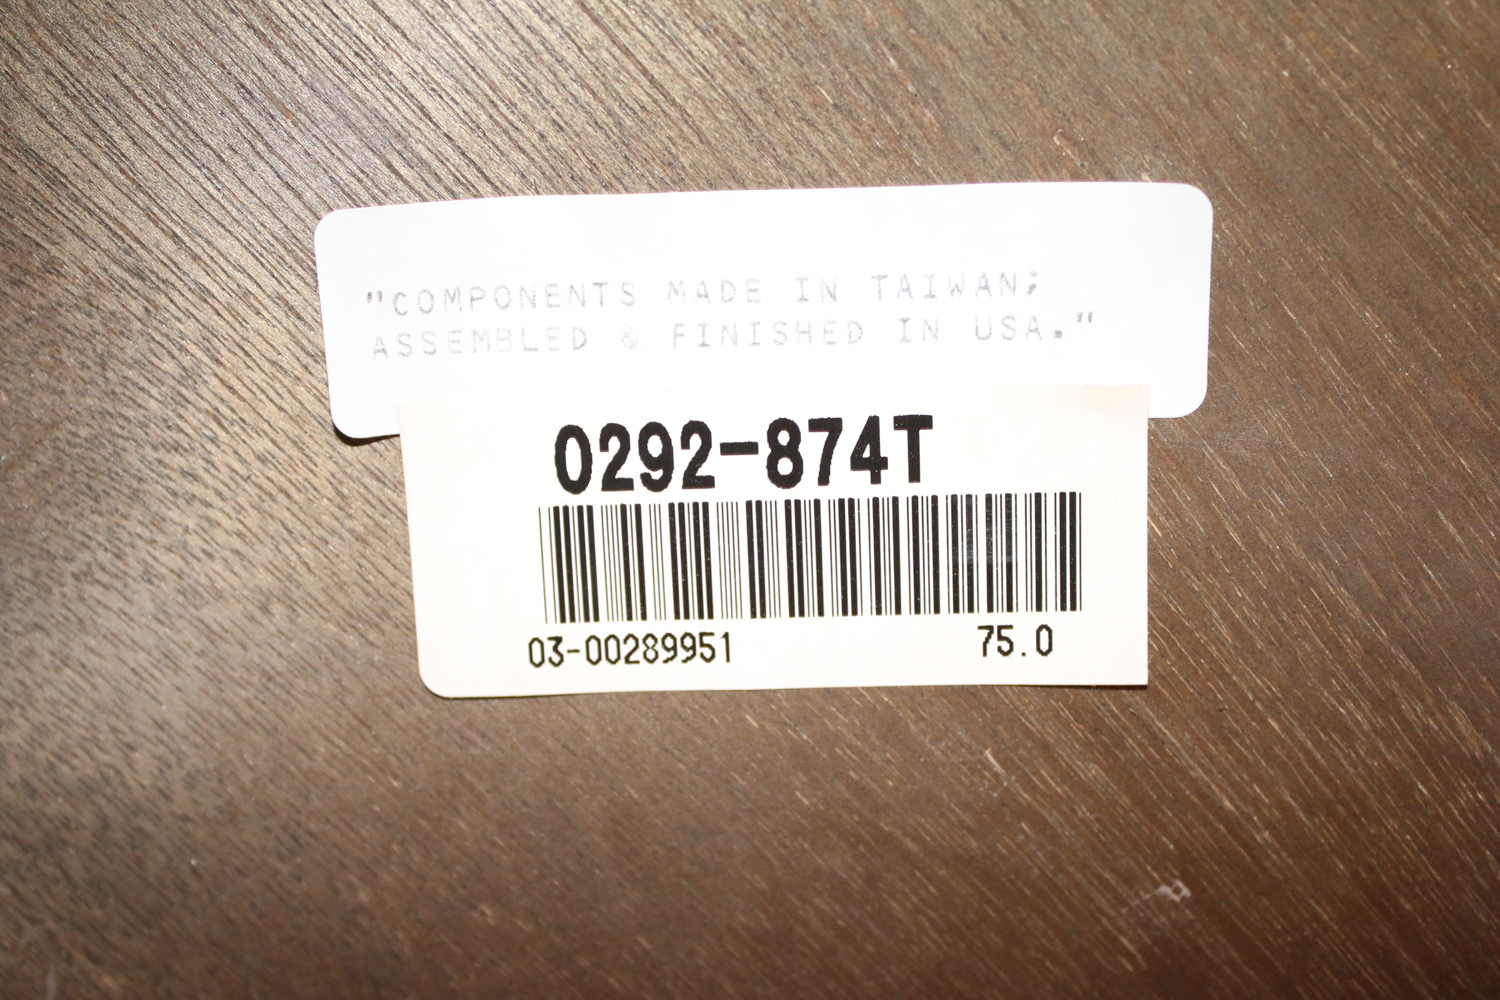 "COMPONENTS MADE IN TAIWAN;
ASSEMBLED & FINISHED IN USA."
0292-874T
03-00289951 75.0